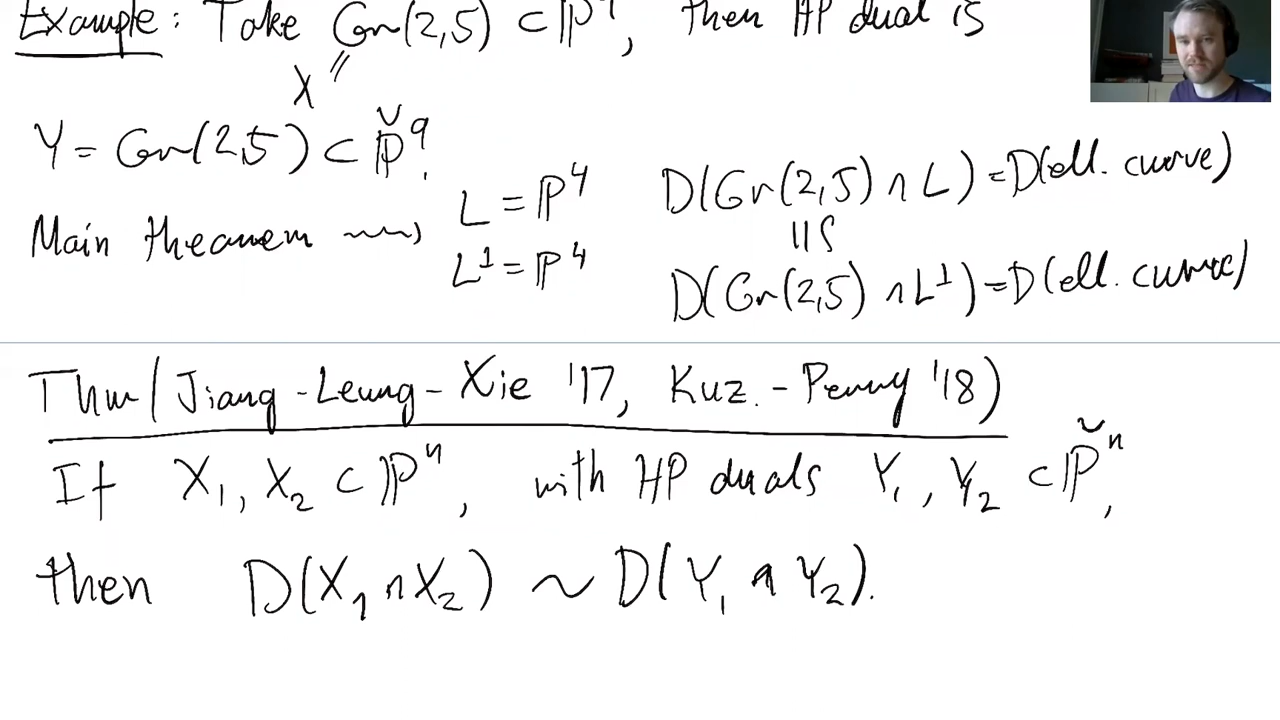 Example: Take Gr(2,5) ⊂ ℙ⁹, then HP dual is
X
Y = Gr(2,5) ⊂ ℙ̌⁹.
Main theorem ⇝ L = ℙ⁴ D(Gr(2,5) ∩ L) = D(ell. curve)
L^⊥ = ℙ⁴ D(Gr(2,5) ∩ L^⊥) = D(ell. curve)
Thm (Jiang-Leung-Xie '17, Kuz.-Perry '18)
If X₁, X₂ ⊂ ℙⁿ, with HP duals Y₁, Y₂ ⊂ ℙ̌ⁿ,
then D(X₁ ∩ X₂) ~ D(Y₁ ∩ Y₂).